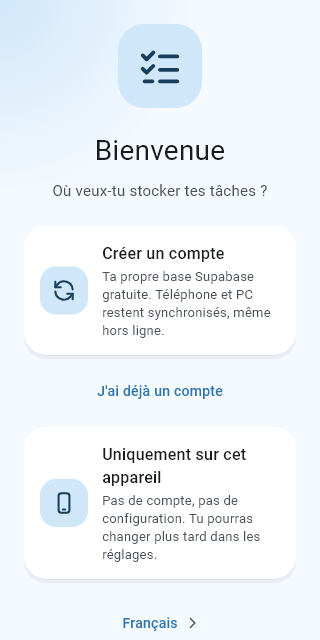 Bienvenue
Où veux-tu stocker tes tâches ?
Créer un compte
Ta propre base Supabase
gratuite. Téléphone et PC
restent synchronisés, même
hors ligne.
J'ai déjà un compte
Uniquement sur cet
appareil
Pas de compte, pas de
configuration. Tu pourras
changer plus tard dans les
réglages.
Français